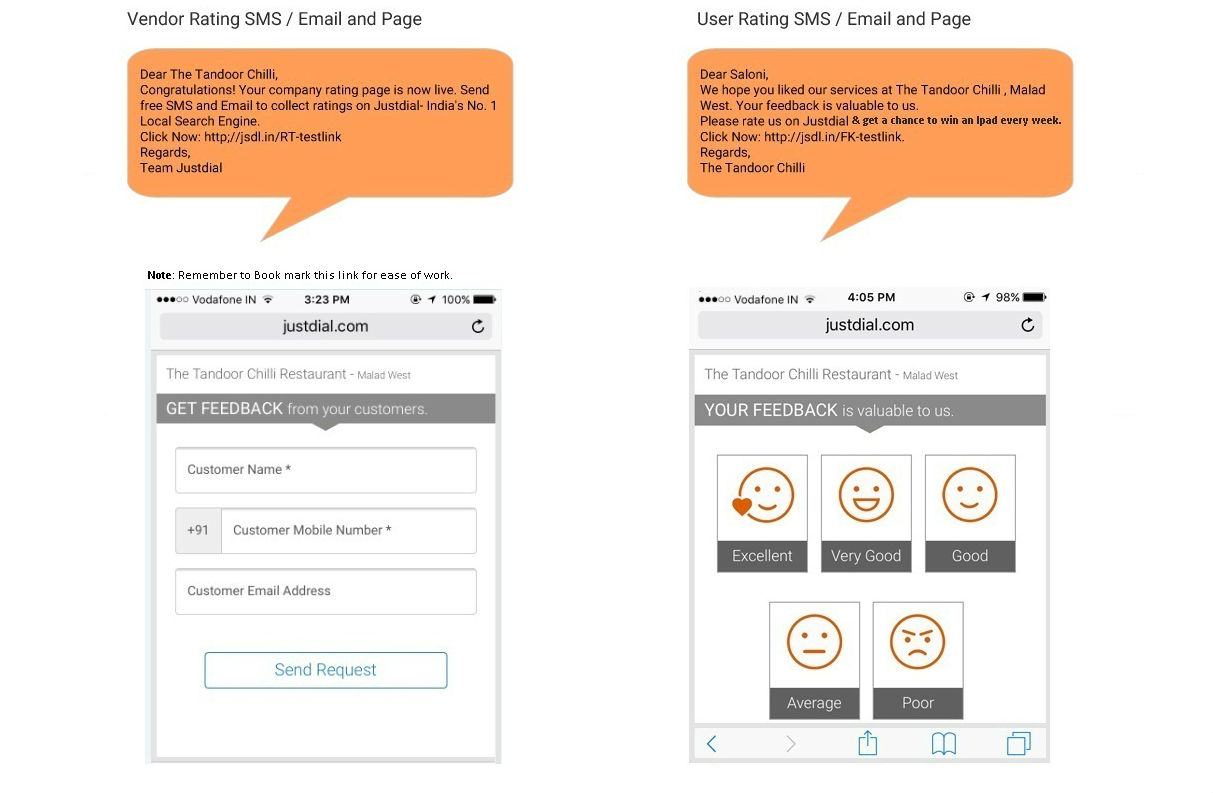 Vendor Rating SMS / Email and Page
Dear The Tandoor Chilli,
Congratulations! Your company rating page is now live. Send
free SMS and Email to collect ratings on Justdial- India's No. 1
Local Search Engine.
Click Now: http;//jsdl.in/RT-testlink
Regards,
Team Justdial
Note: Remember to Book mark this link for ease of work.
Vodafone IN 3:23 PM 100%
justdial.com
The Tandoor Chilli Restaurant - Malad West
GET FEEDBACK from your customers.
Customer Name *
+91 Customer Mobile Number *
Customer Email Address
Send Request
User Rating SMS / Email and Page
Dear Saloni,
We hope you liked our services at The Tandoor Chilli , Malad
West. Your feedback is valuable to us.
Please rate us on Justdial & get a chance to win an Ipad every week.
Click Now: http://jsdl.in/FK-testlink.
Regards,
The Tandoor Chilli
Vodafone IN 4:05 PM 98%
justdial.com
The Tandoor Chilli Restaurant - Malad West
YOUR FEEDBACK is valuable to us.
Excellent Very Good Good
Average Poor